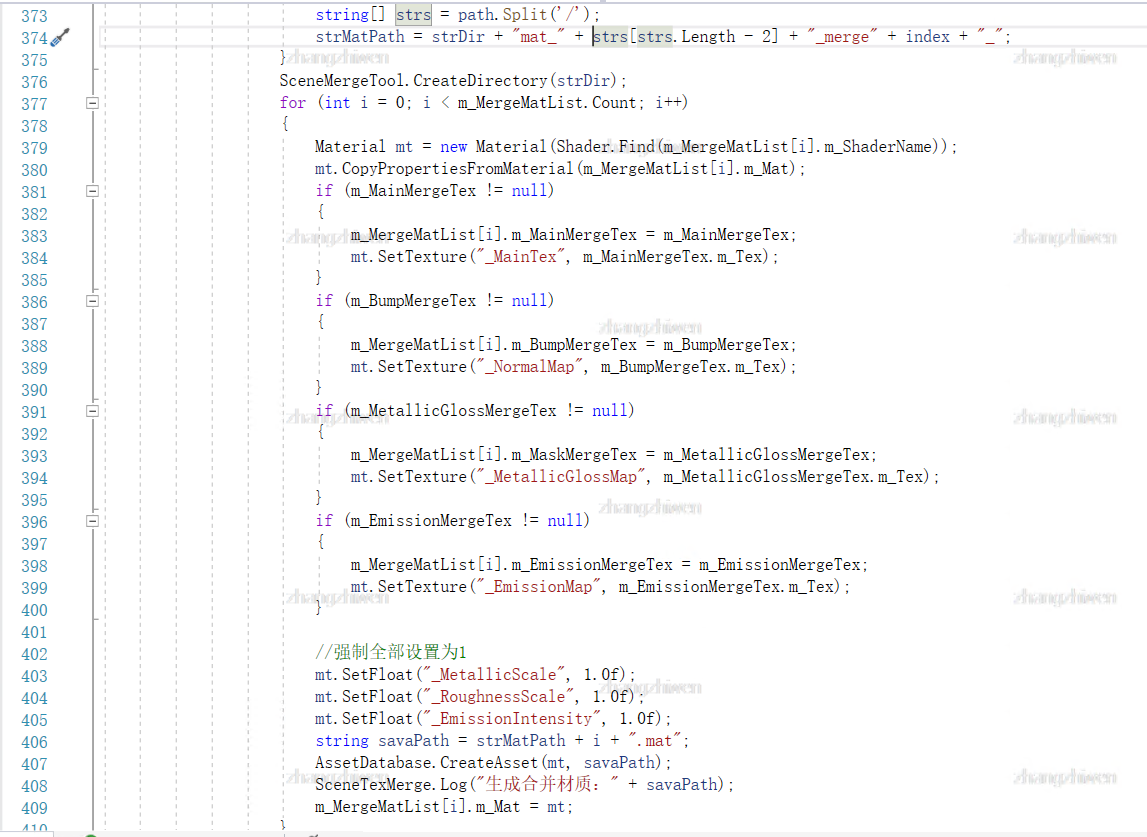 373 string[] strs = path.Split('/');
374 strMatPath = strDir + "mat_" + strs[strs.Length - 2] + "_merge" + index + "_";
375 }
376 SceneMergeTool.CreateDirectory(strDir);
377 for (int i = 0; i < m_MergeMatList.Count; i++)
378 {
379 Material mt = new Material(Shader.Find(m_MergeMatList[i].m_ShaderName));
380 mt.CopyPropertiesFromMaterial(m_MergeMatList[i].m_Mat);
381 if (m_MainMergeTex != null)
382 {
383 m_MergeMatList[i].m_MainMergeTex = m_MainMergeTex;
384 mt.SetTexture("_MainTex", m_MainMergeTex.m_Tex);
385 }
386 if (m_BumpMergeTex != null)
387 {
388 m_MergeMatList[i].m_BumpMergeTex = m_BumpMergeTex;
389 mt.SetTexture("_NormalMap", m_BumpMergeTex.m_Tex);
390 }
391 if (m_MetallicGlossMergeTex != null)
392 {
393 m_MergeMatList[i].m_MaskMergeTex = m_MetallicGlossMergeTex;
394 mt.SetTexture("_MetallicGlossMap", m_MetallicGlossMergeTex.m_Tex);
395 }
396 if (m_EmissionMergeTex != null)
397 {
398 m_MergeMatList[i].m_EmissionMergeTex = m_EmissionMergeTex;
399 mt.SetTexture("_EmissionMap", m_EmissionMergeTex.m_Tex);
400 }
401
402 //强制全部设置为1
403 mt.SetFloat("_MetallicScale", 1.0f);
404 mt.SetFloat("_RoughnessScale", 1.0f);
405 mt.SetFloat("_EmissionIntensity", 1.0f);
406 string savaPath = strMatPath + i + ".mat";
407 AssetDatabase.CreateAsset(mt, savaPath);
408 SceneTexMerge.Log("生成合并材质：" + savaPath);
409 m_MergeMatList[i].m_Mat = mt;
410 }
zhangzhiwen